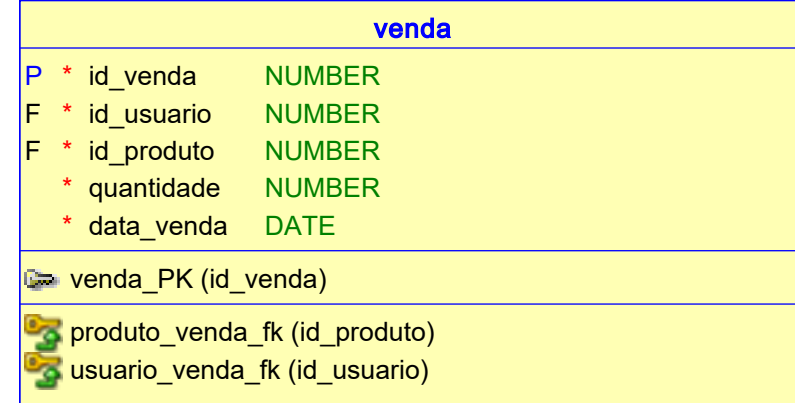 venda
P * id_venda NUMBER
F * id_usuario NUMBER
F * id_produto NUMBER
* quantidade NUMBER
* data_venda DATE
venda_PK (id_venda)
produto_venda_fk (id_produto)
usuario_venda_fk (id_usuario)